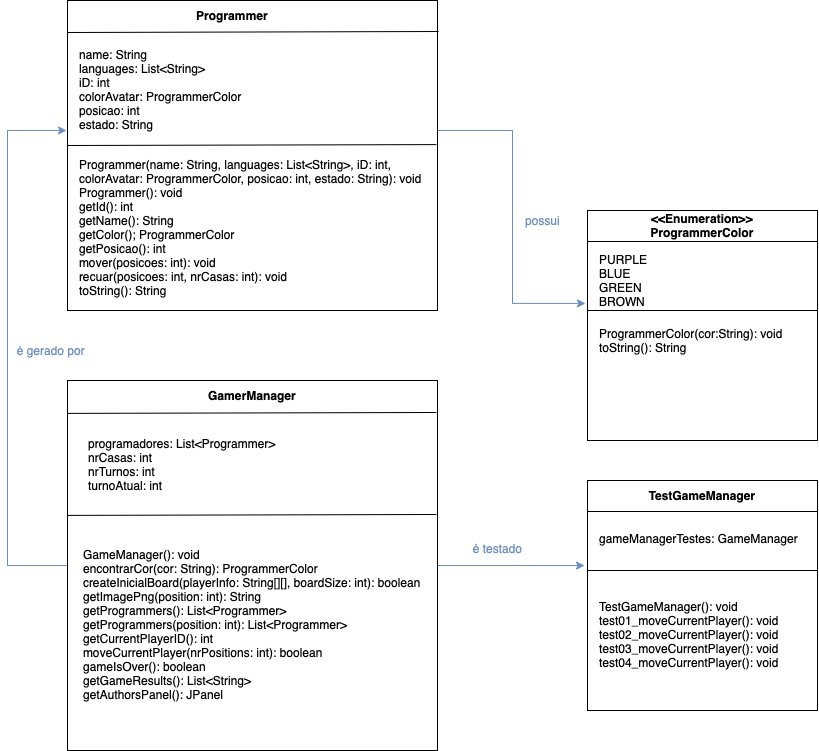 Programmer
name: String
languages: List<String>
iD: int
colorAvatar: ProgrammerColor
posicao: int
estado: String
Programmer(name: String, languages: List<String>, iD: int,
colorAvatar: ProgrammerColor, posicao: int, estado: String): void
Programmer(): void
getId(): int
getName(): String
getColor(); ProgrammerColor
getPosicao(): int
mover(posicoes: int): void
recuar(posicoes: int, nrCasas: int): void
toString(): String
possui
<<Enumeration>>
ProgrammerColor
PURPLE
BLUE
GREEN
BROWN
ProgrammerColor(cor:String): void
toString(): String
é gerado por
GamerManager
programadores: List<Programmer>
nrCasas: int
nrTurnos: int
turnoAtual: int
GameManager(): void
encontrarCor(cor: String): ProgrammerColor
createInicialBoard(playerInfo: String[][], boardSize: int): boolean
getImagePng(position: int): String
getProgrammers(): List<Programmer>
getProgrammers(position: int): List<Programmer>
getCurrentPlayerID(): int
moveCurrentPlayer(nrPositions: int): boolean
gameIsOver(): boolean
getGameResults(): List<String>
getAuthorsPanel(): JPanel
é testado
TestGameManager
gameManagerTestes: GameManager
TestGameManager(): void
test01_moveCurrentPlayer(): void
test02_moveCurrentPlayer(): void
test03_moveCurrentPlayer(): void
test04_moveCurrentPlayer(): void